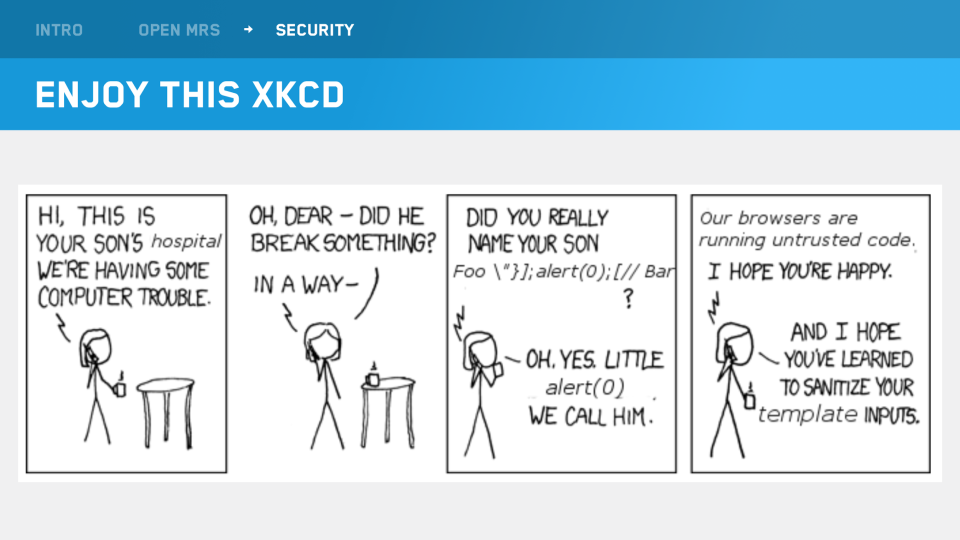 INTRO OPEN MRS → SECURITY
ENJOY THIS XKCD
HI, THIS IS
YOUR SON'S hospital
WE'RE HAVING SOME
COMPUTER TROUBLE.
OH, DEAR – DID HE
BREAK SOMETHING?
IN A WAY–
DID YOU REALLY
NAME YOUR SON
Foo \"}];alert(0);[// Bar
?
OH. YES. LITTLE
alert(0)
WE CALL HIM.
Our browsers are
running untrusted code.
I HOPE YOU'RE HAPPY.
AND I HOPE
YOU'VE LEARNED
TO SANITIZE YOUR
template INPUTS.